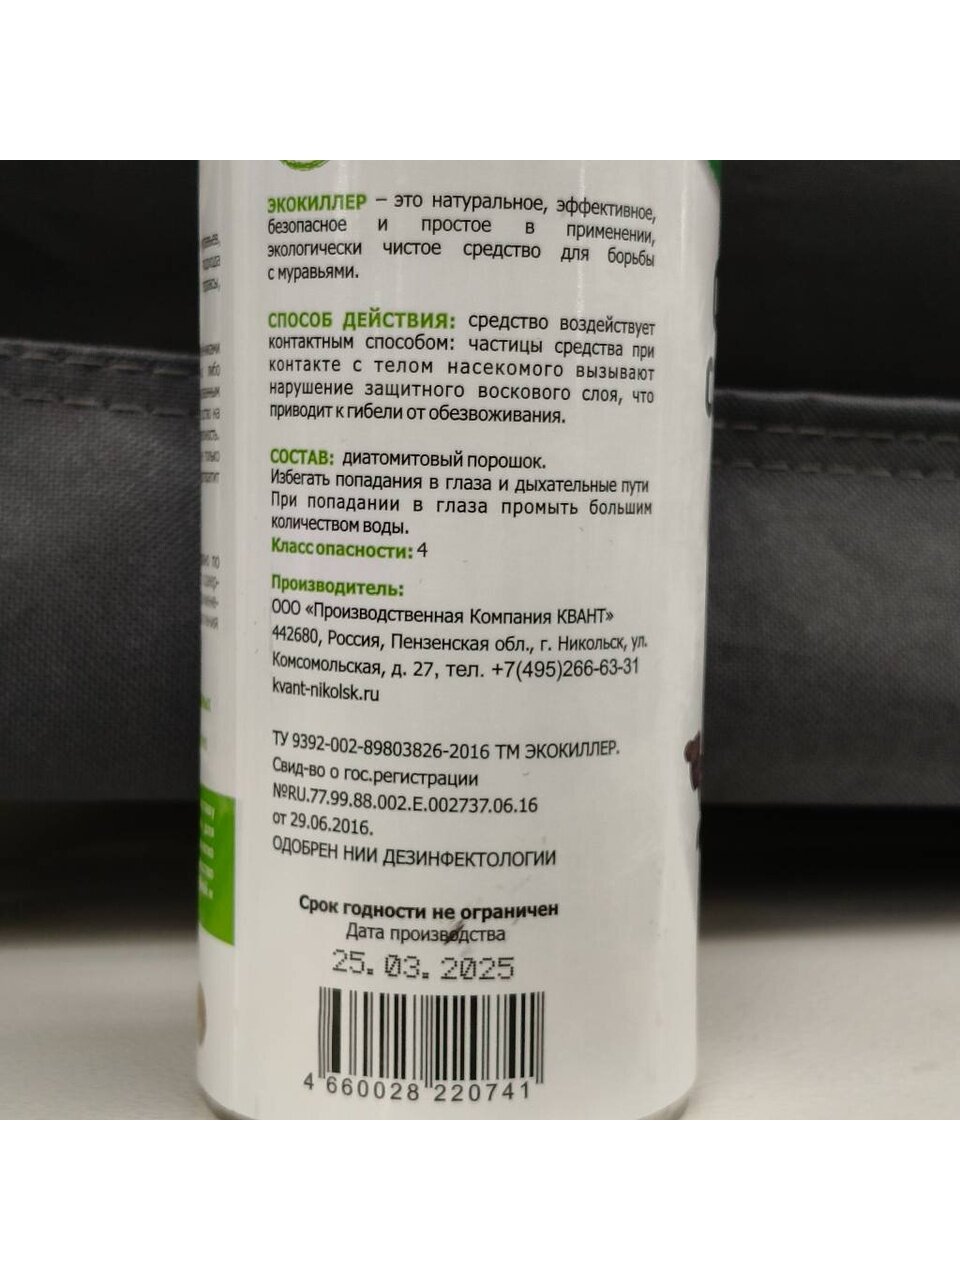 ЭКОКИЛЛЕР – это натуральное, эффективное,
безопасное и простое в применении,
экологически чистое средство для борьбы
с муравьями.
СПОСОБ ДЕЙСТВИЯ: средство воздействует
контактным способом: частицы средства при
контакте с телом насекомого вызывают
нарушение защитного воскового слоя, что
приводит к гибели от обезвоживания.
СОСТАВ: диатомитовый порошок.
Избегать попадания в глаза и дыхательные пути
При попадании в глаза промыть большим
количеством воды.
Класс опасности: 4
Производитель:
ООО «Производственная Компания КВАНТ»
442680, Россия, Пензенская обл., г. Никольск, ул.
Комсомольская, д. 27, тел. +7(495)266-63-31
kvant-nikolsk.ru
ТУ 9392-002-89803826-2016 ТМ ЭКОКИЛЛЕР.
Свид-во о гос.регистрации
№RU.77.99.88.002.Е.002737.06.16
от 29.06.2016.
ОДОБРЕН НИИ ДЕЗИНФЕКТОЛОГИИ
Срок годности не ограничен
Дата производства
25.03.2025
4 660028 220741